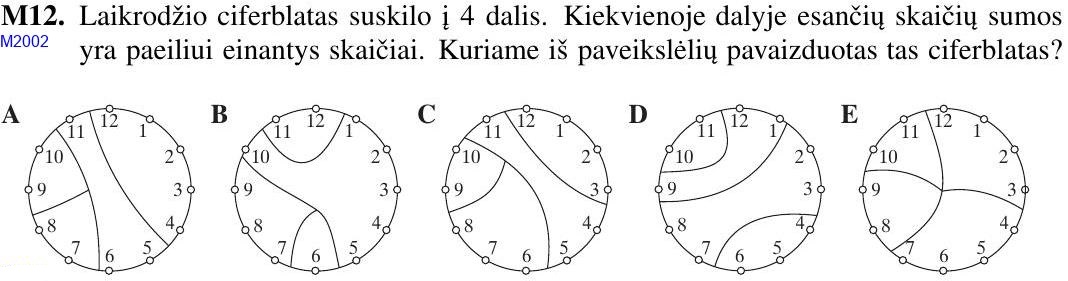 M12. Laikrodžio ciferblatas suskilo į 4 dalis. Kiekvienoje dalyje esančių skaičių sumos
M2002
yra paeiliui einantys skaičiai. Kuriame iš paveikslėlių pavaizduotas tas ciferblatas?
A 12 1 2 3 4 5 6 7 8 9 10 11
B 12 1 2 3 4 5 6 7 8 9 10 11
C 12 1 2 3 4 5 6 7 8 9 10 11
D 12 1 2 3 4 5 6 7 8 9 10 11
E 12 1 2 3 4 5 6 7 8 9 10 11